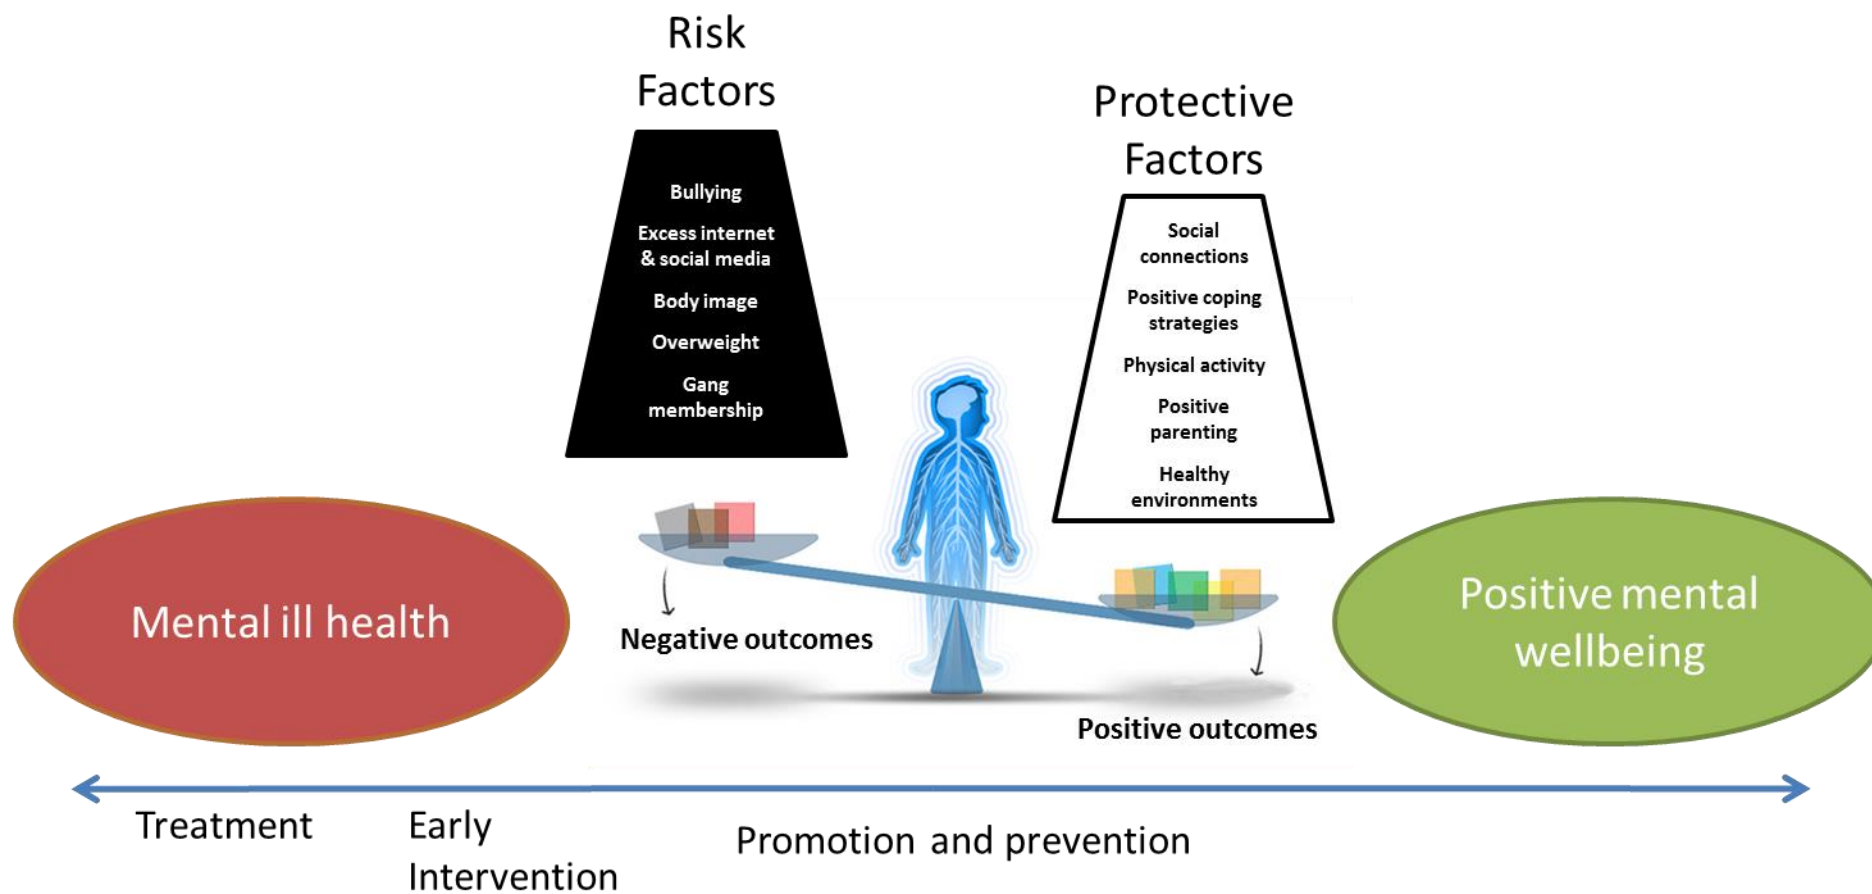 Risk
Factors
Bullying
Excess internet
& social media
Body image
Overweight
Gang
membership
Protective
Factors
Social
connections
Positive coping
strategies
Physical activity
Positive
parenting
Healthy
environments
Mental ill health
Negative outcomes
Positive outcomes
Positive mental
wellbeing
Treatment
Early
Intervention
Promotion and prevention